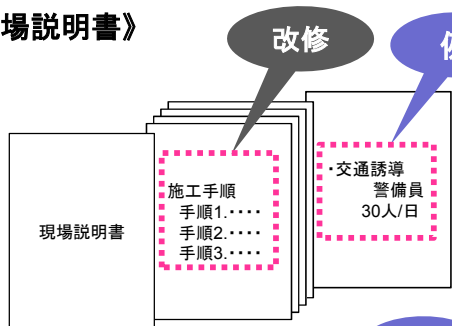 場説明書》
改修
現場説明書
施工手順
手順1.‥‥
手順2.‥‥
手順3.‥‥
・交通誘導
警備員
30人/日